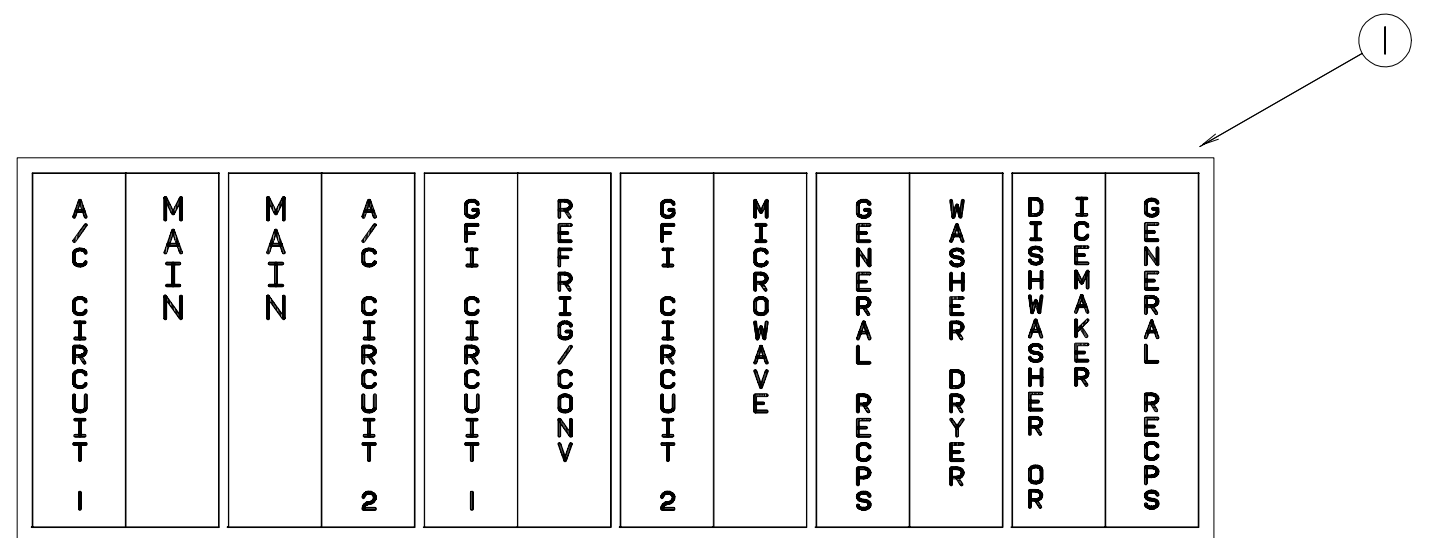 1
A/C CIRCUIT 1
MAIN
MAIN
A/C CIRCUIT 2
GFI CIRCUIT 1
REFRIG/CONV
GFI CIRCUIT 2
MICROWAVE
GENERAL RECPS
WASHER DRYER
DISHWASHER OR
ICEMAKER
GENERAL RECPS